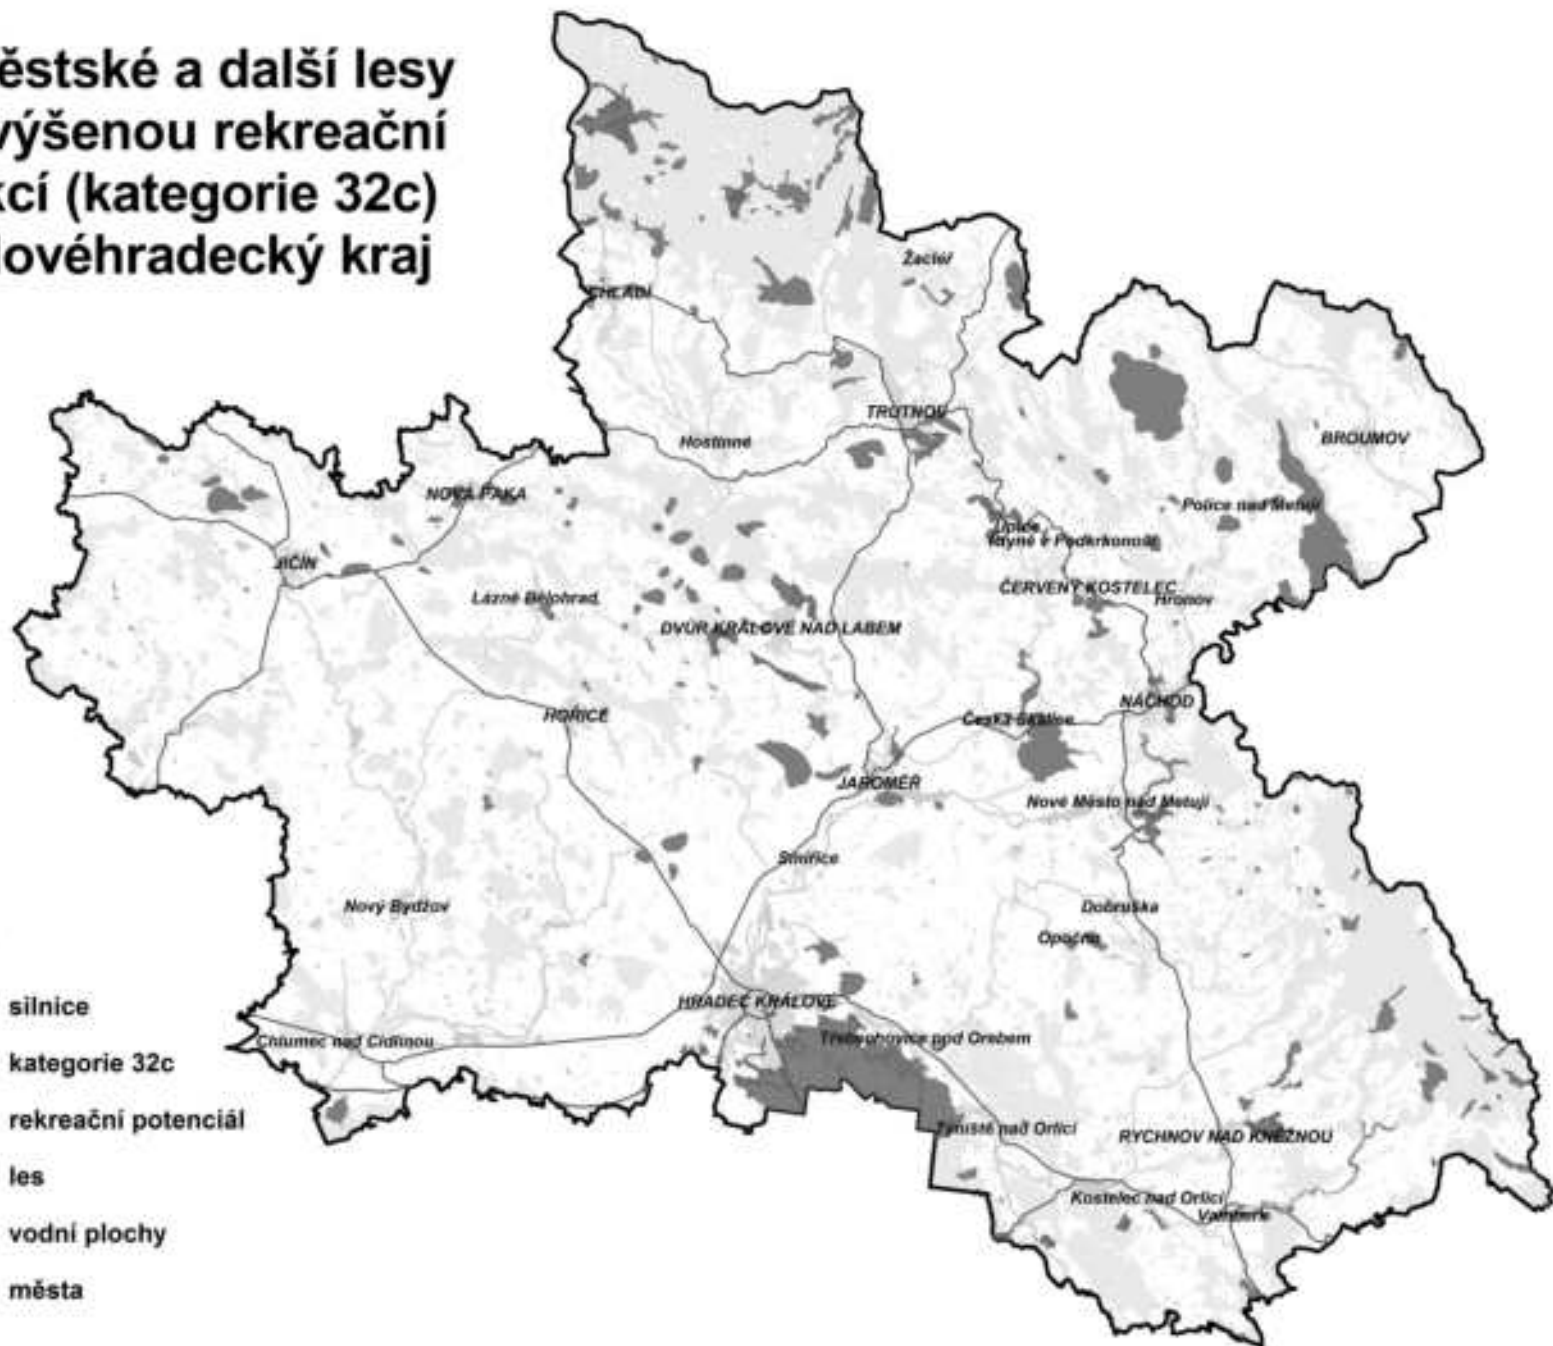 ěstské a další lesy
výšenou rekreační
kcí (kategorie 32c)
lovéhradecký kraj
Žacléř
TRUTNOV
Hostinné
BROUMOV
NOVÁ PAKA
Police nad Metují
Úpice
JIČÍN
ČERVENÝ KOSTELEC
Hronov
Lázně Bělohrad
DVŮR KRÁLOVÉ NAD LABEM
NÁCHOD
HOŘICE
Česká Skalice
JAROMĚŘ
Nové Město nad Metují
Smiřice
Nový Bydžov
Dobruška
Opočno
HRADEC KRÁLOVÉ
Chlumec nad Cidlinou
Třebechovice pod Orebem
Týniště nad Orlicí
RYCHNOV NAD KNĚŽNOU
Kostelec nad Orlicí
Vamberk
silnice
kategorie 32c
rekreační potenciál
les
vodní plochy
města